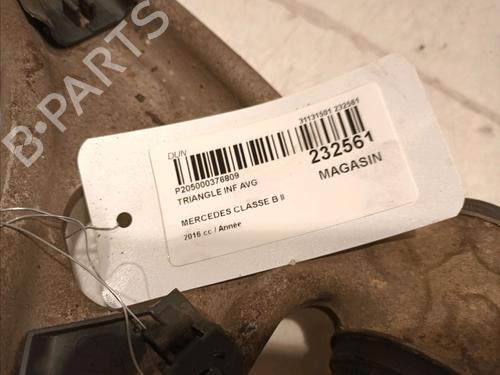 B-PARTS
DUN
31131501 232561
232561
P205000376809
TRIANGLE INF AVG
MAGASIN
MERCEDES CLASSE B II
2016 cc / Année